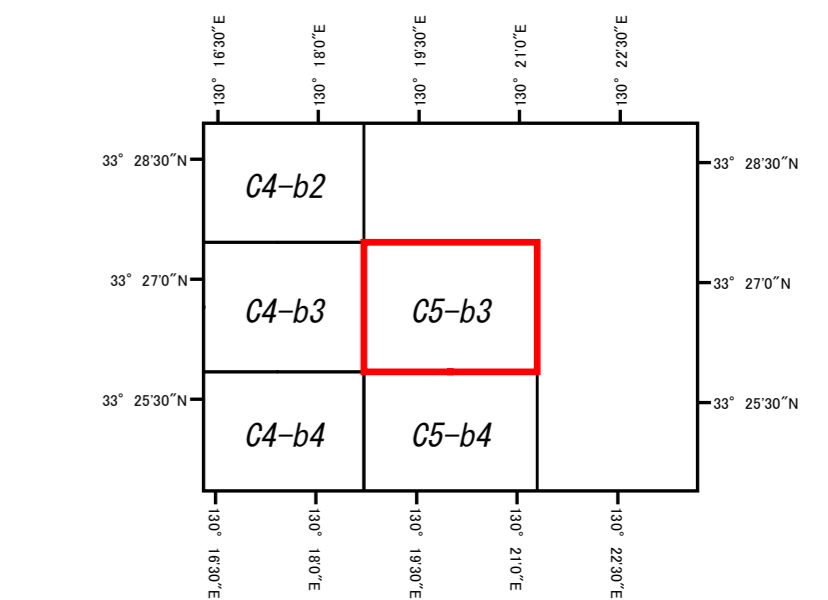 130° 16'30"E
130° 18'0"E
130° 19'30"E
130° 21'0"E
130° 22'30"E
33° 28'30"N
33° 28'30"N
C4-b2
33° 27'0"N
33° 27'0"N
C4-b3
C5-b3
33° 25'30"N
33° 25'30"N
C4-b4
C5-b4
130° 16'30"E
130° 18'0"E
130° 19'30"E
130° 21'0"E
130° 22'30"E